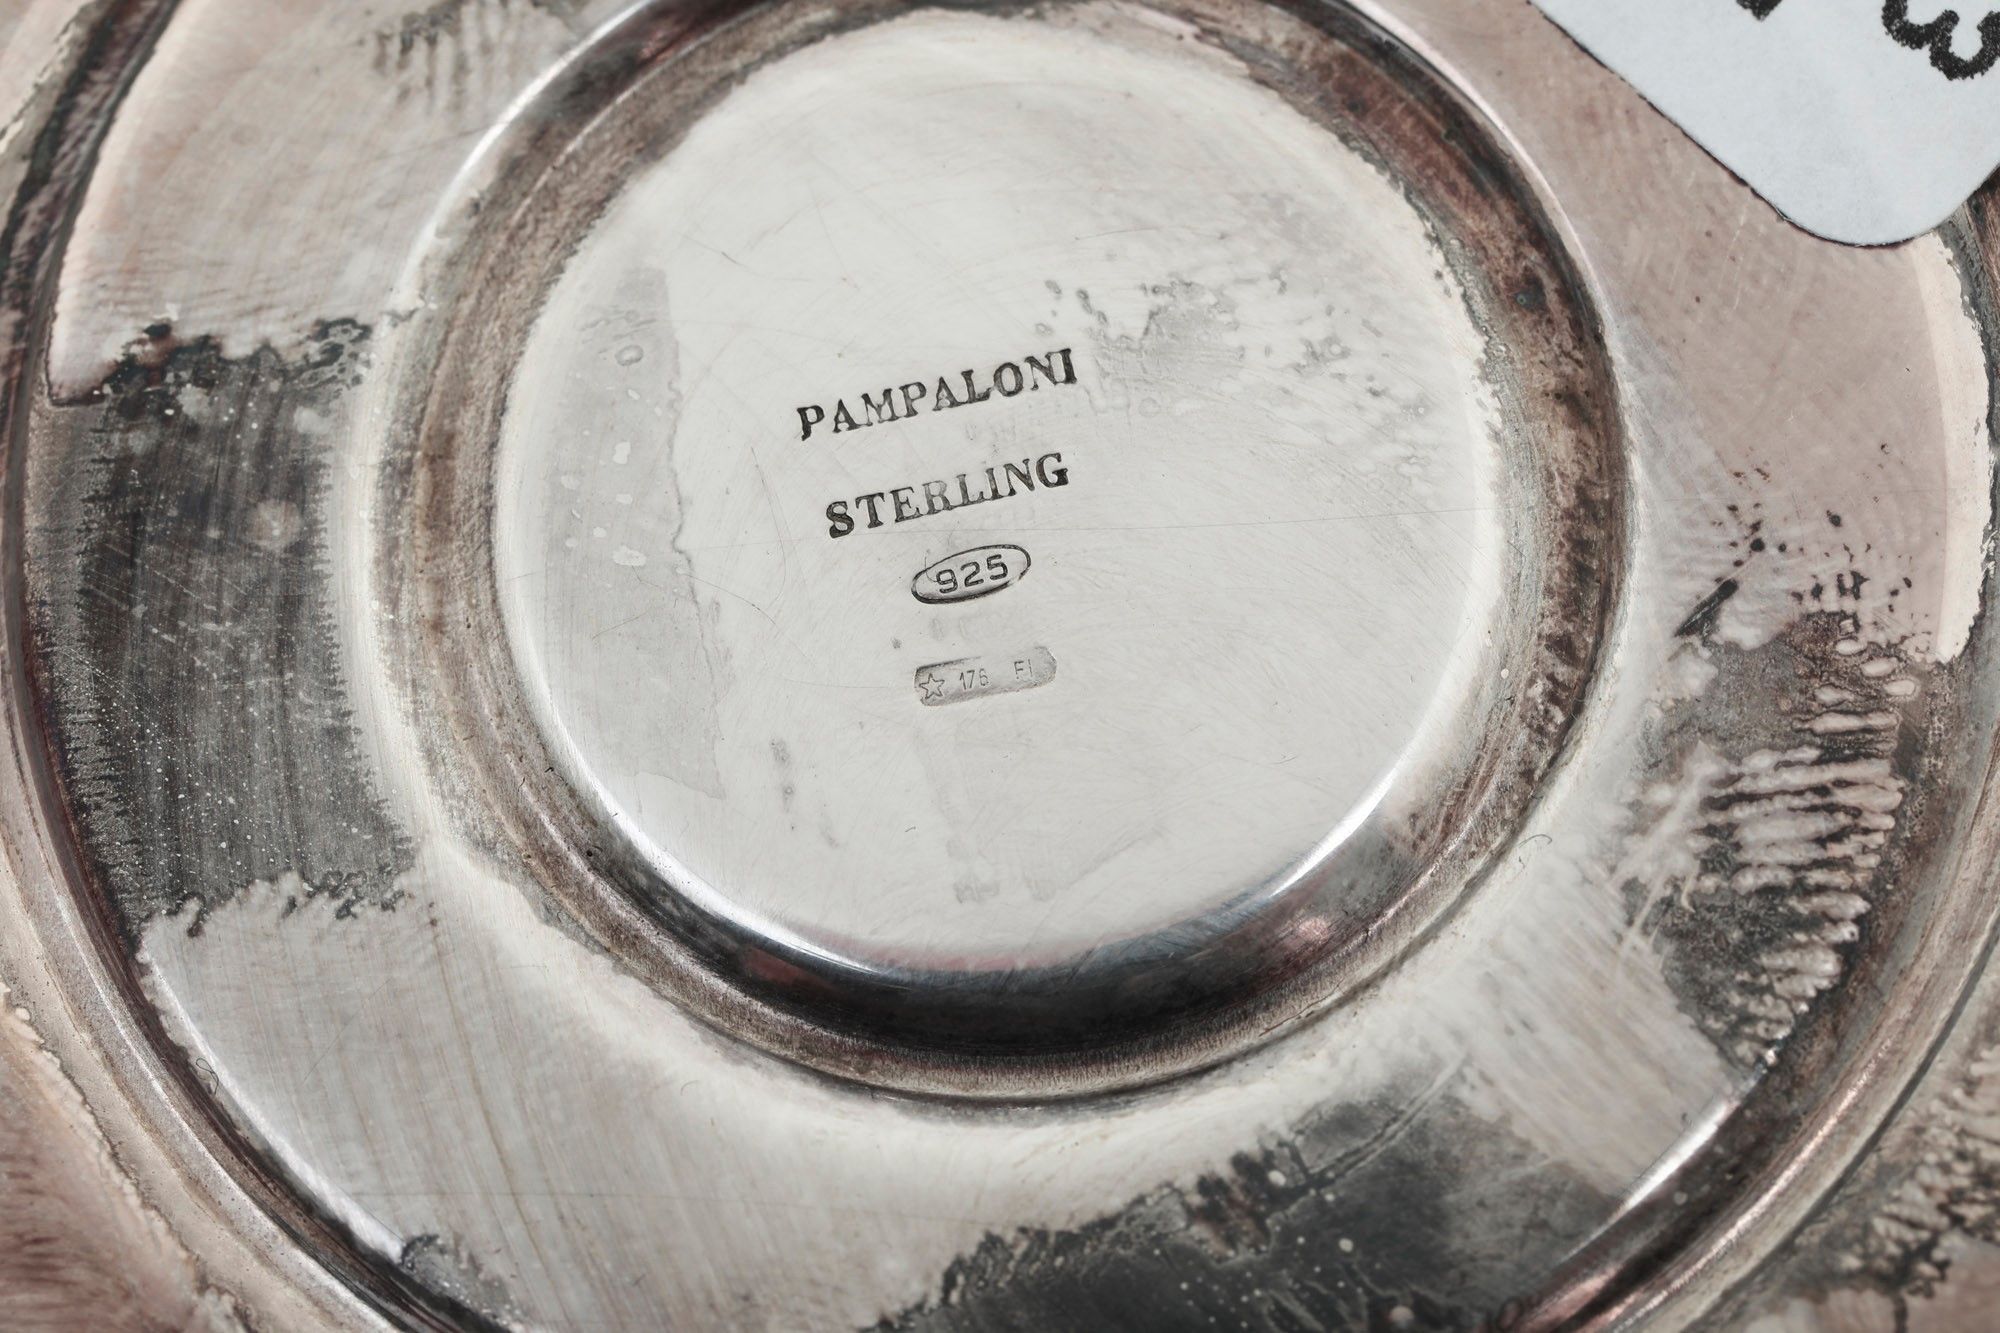 PAMPALONI
STERLING
925
☆ 176 FI